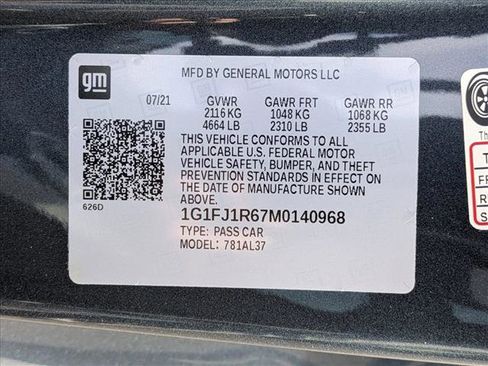 gm
MFD BY GENERAL MOTORS LLC
07/21 GVWR GAWR FRT GAWR RR
2116 KG 1048 KG 1068 KG
4664 LB 2310 LB 2355 LB
THIS VEHICLE CONFORMS TO ALL
APPLICABLE U.S. FEDERAL MOTOR
VEHICLE SAFETY, BUMPER, AND THEFT
PREVENTION STANDARDS IN EFFECT ON
THE DATE OF MANUFACTURE SHOWN
ABOVE.
626D
1G1FJ1R67M0140968
TYPE: PASS CAR
MODEL: 781AL37
The
T
FR
R
S